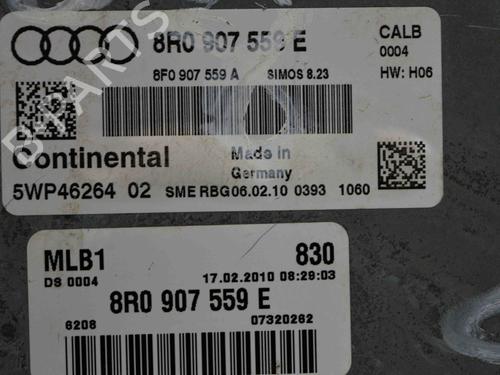 8R0 907 559 E
CALB
0004
8F0 907 559 A SIMOS 8.23
HW: H06
Continental
Made in
Germany
5WP46264 02 SME RBG06.02.10 0393 1060
MLB1
830
DS 0004
17.02.2010 08:29:03
8R0 907 559 E
6208
07320262
B-PARTS